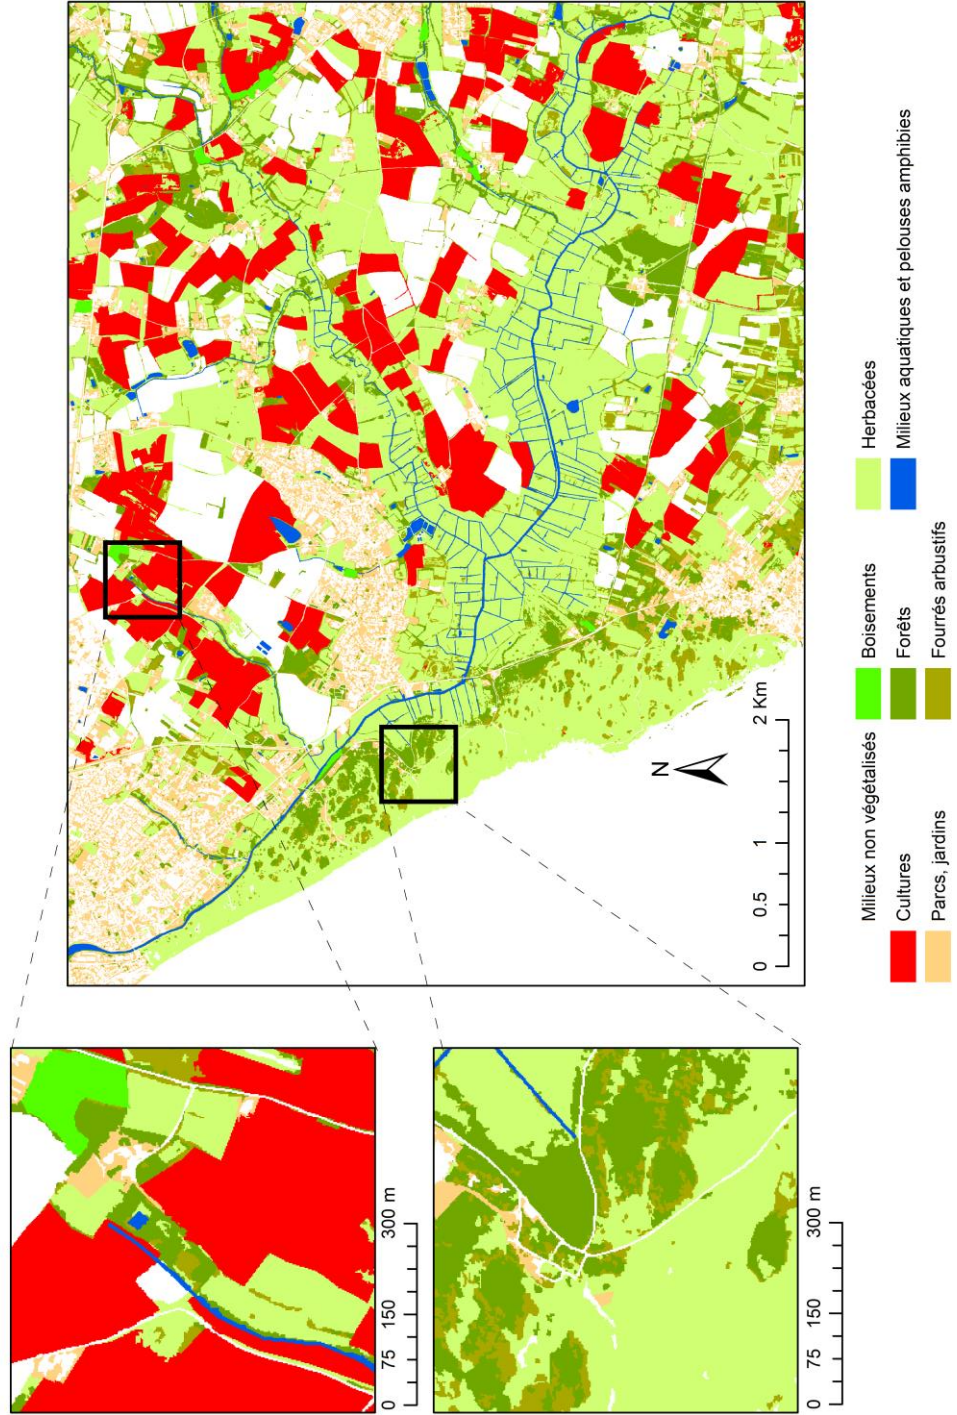 N
0 0.5 1 2 Km
0 75 150 300 m
0 75 150 300 m
Milieux non végétalisés
Cultures
Parcs, jardins
Boisements
Forêts
Fourrés arbustifs
Herbacées
Milieux aquatiques et pelouses amphibies